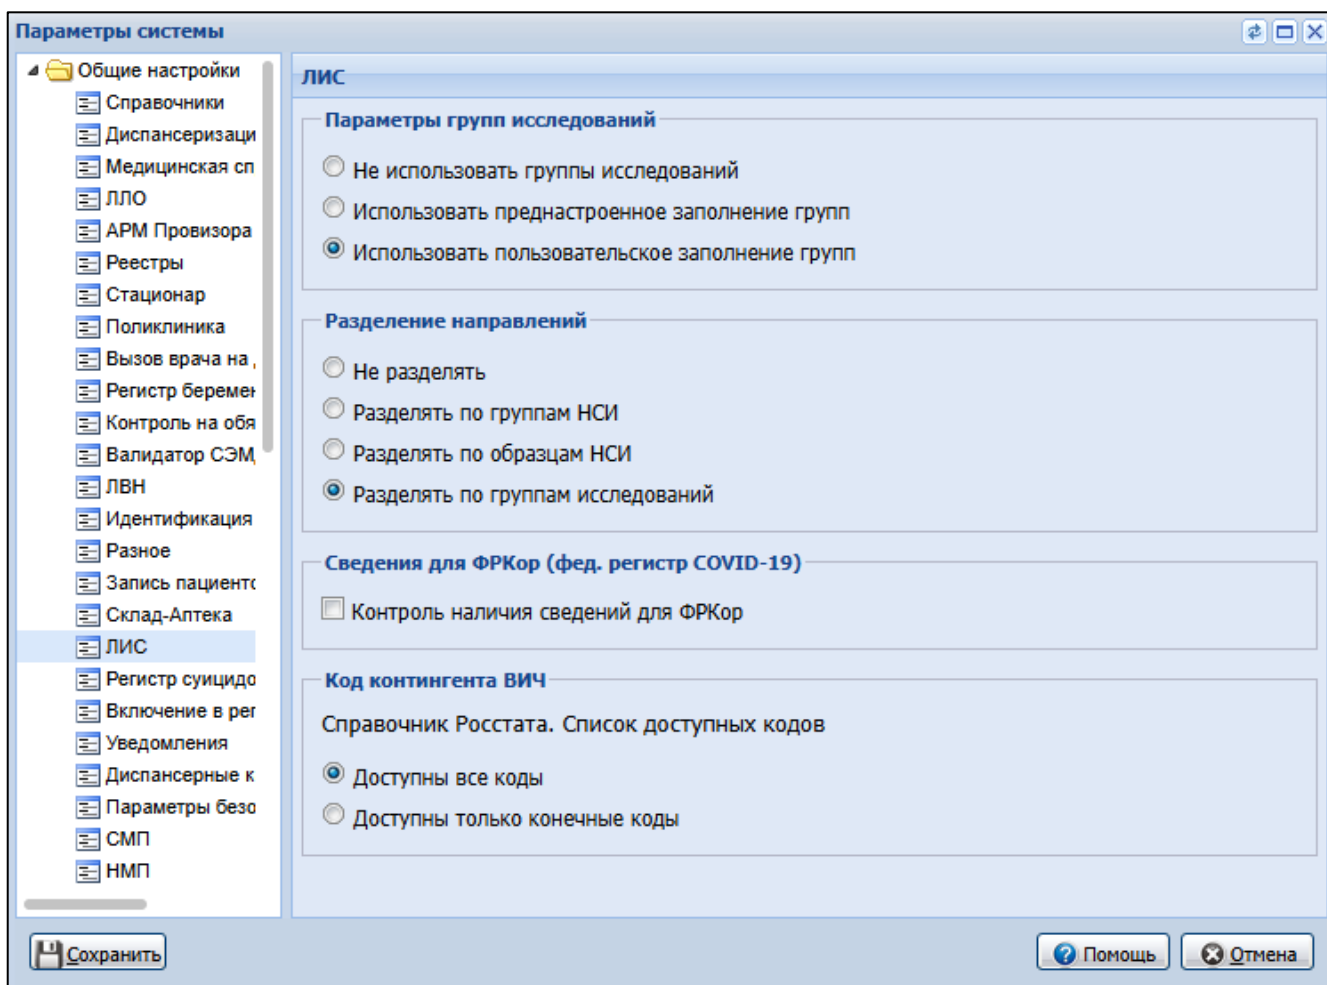 Параметры системы
Общие настройки
Справочники
Диспансеризаци
Медицинская сп
ЛЛО
АРМ Провизора
Реестры
Стационар
Поликлиника
Вызов врача на
Регистр беремен
Контроль на обя
Валидатор СЭМД
ЛВН
Идентификация
Разное
Запись пациенто
Склад-Аптека
ЛИС
Регистр суицидо
Включение в рег
Уведомления
Диспансерные к
Параметры безо
СМП
НМП
ЛИС
Параметры групп исследований
Не использовать группы исследований
Использовать преднастроенное заполнение групп
Использовать пользовательское заполнение групп
Разделение направлений
Не разделять
Разделять по группам НСИ
Разделять по образцам НСИ
Разделять по группам исследований
Сведения для ФРКор (фед. регистр COVID-19)
Контроль наличия сведений для ФРКор
Код контингента ВИЧ
Справочник Росстата. Список доступных кодов
Доступны все коды
Доступны только конечные коды
Сохранить
Помощь
Отмена